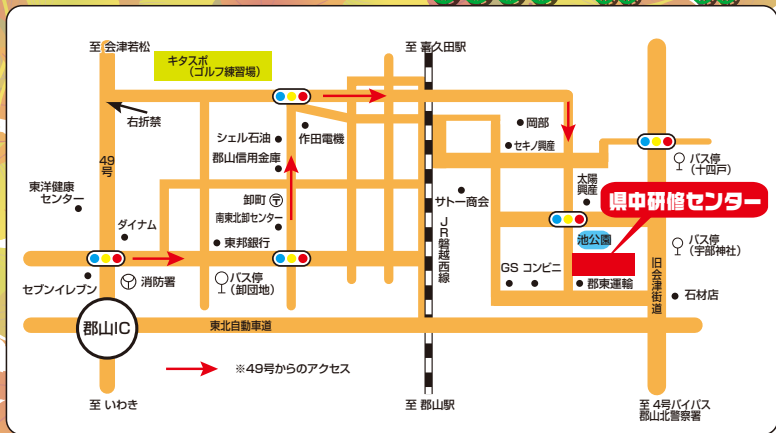 至 会津若松
キタスポ
(ゴルフ練習場)
至 喜久田駅
右折禁
シェル石油
作田電機
岡部
セキノ興産
郡山信用金庫
49号
バス停
(十四戸)
東洋健康
センター
卸町
サトー商会
太陽
興産
県中研修センター
南東北卸センター
ダイナム
東邦銀行
JR磐越西線
池公園
バス停
(宇部神社)
セブンイレブン
消防署
バス停
(卸団地)
GS コンビニ
郡東運輸
旧会津街道
石材店
郡山IC
東北自動車道
※49号からのアクセス
至 いわき
至 郡山駅
至 4号バイパス
郡山北警察署